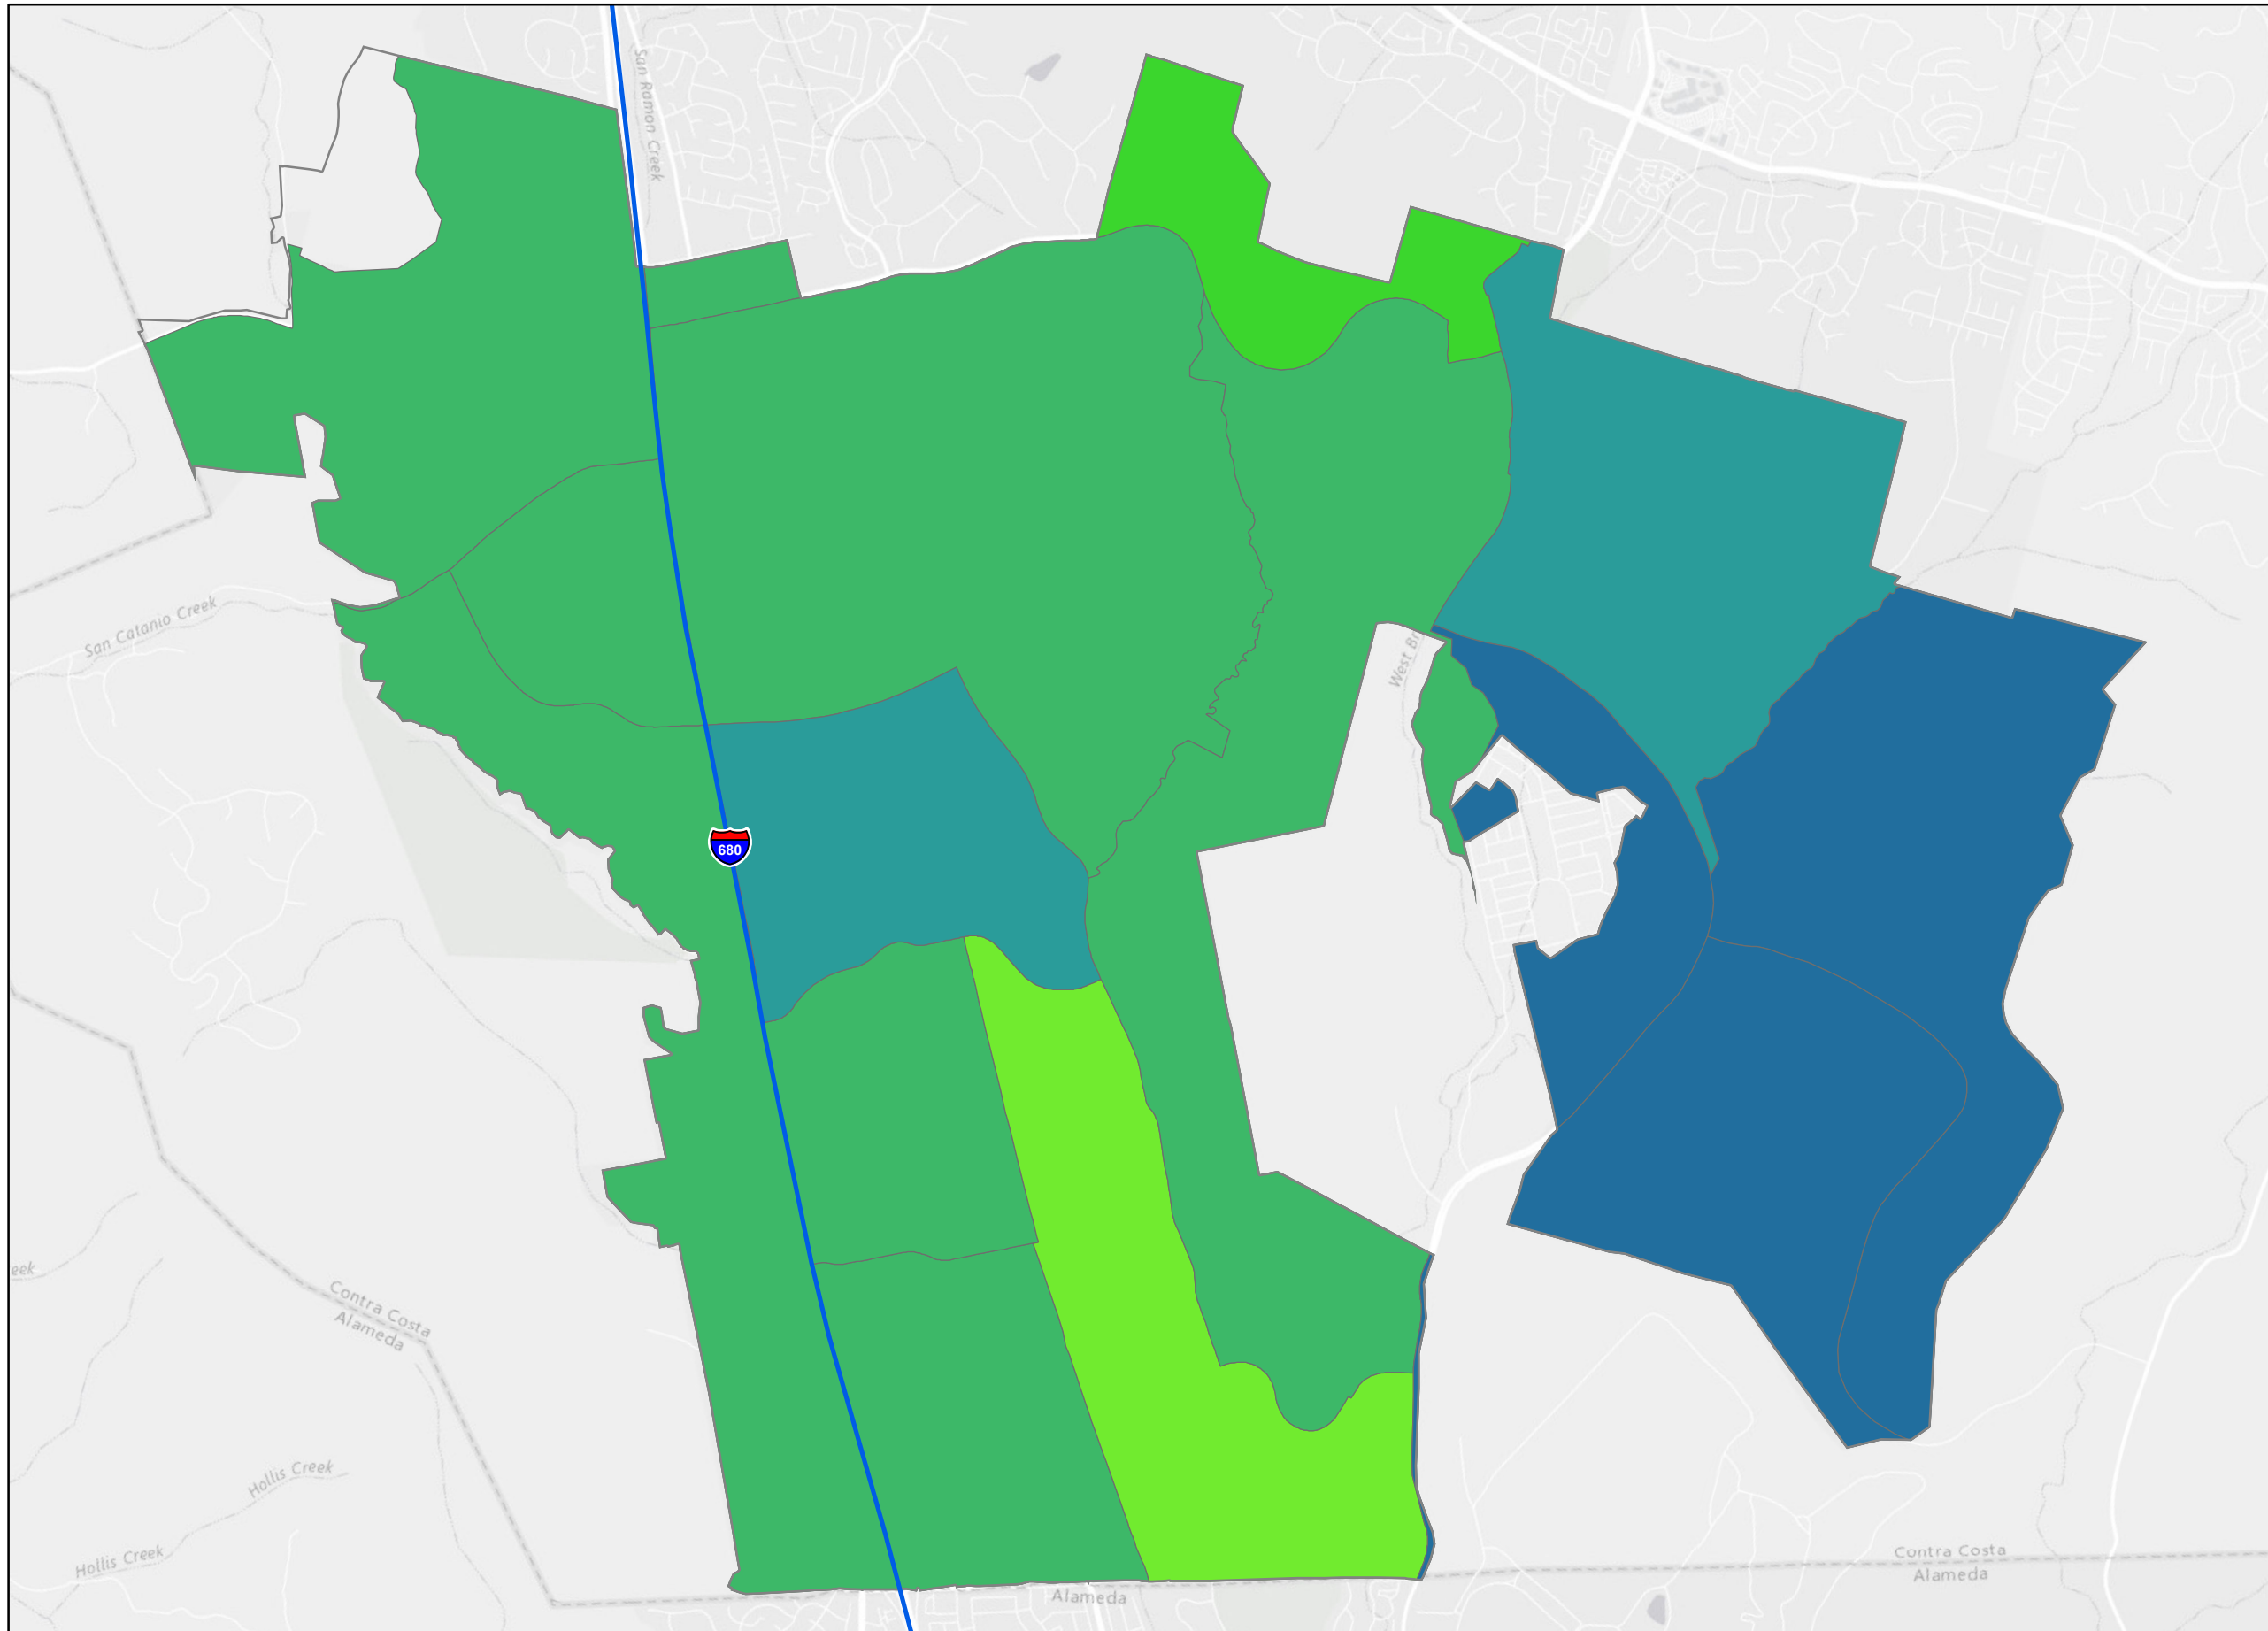 San Ramon Creek
San Catanio Creek
West Br
680
eek
Contra Costa
Alameda
Hollis Creek
Hollis Creek
Contra Costa
Alameda
Alameda